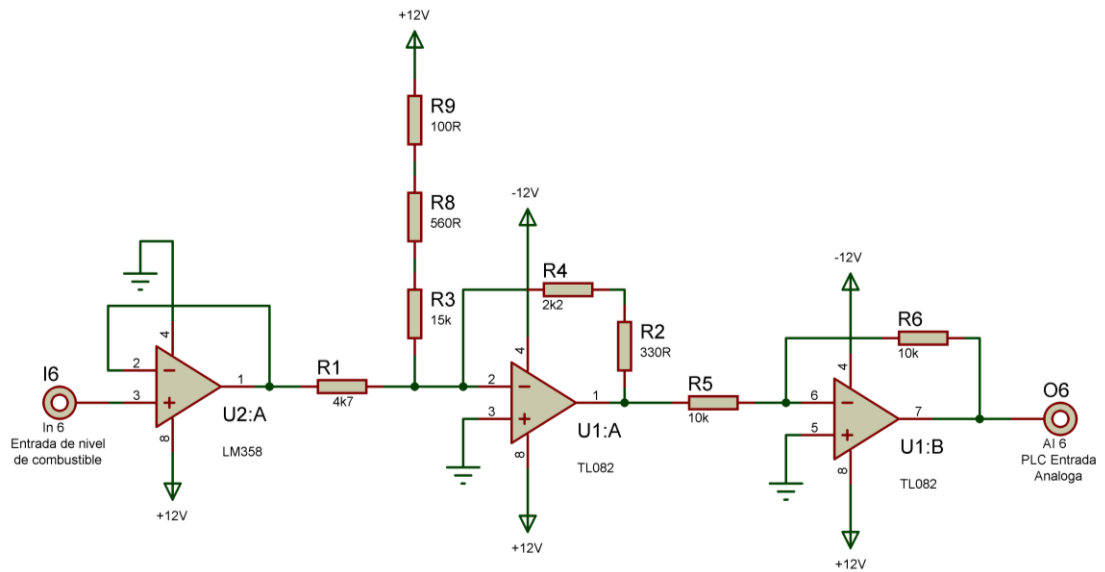 +12V
R9
100R
R8
560R
R3
15k
-12V
R4
2k2
R2
330R
-12V
R6
10k
I6
In 6
Entrada de nivel
de combustible
4
2
3
1
8
U2:A
LM358
+12V
R1
4k7
4
2
3
1
8
U1:A
TL082
+12V
R5
10k
4
6
5
7
8
U1:B
TL082
+12V
O6
AI 6
PLC Entrada
Analoga